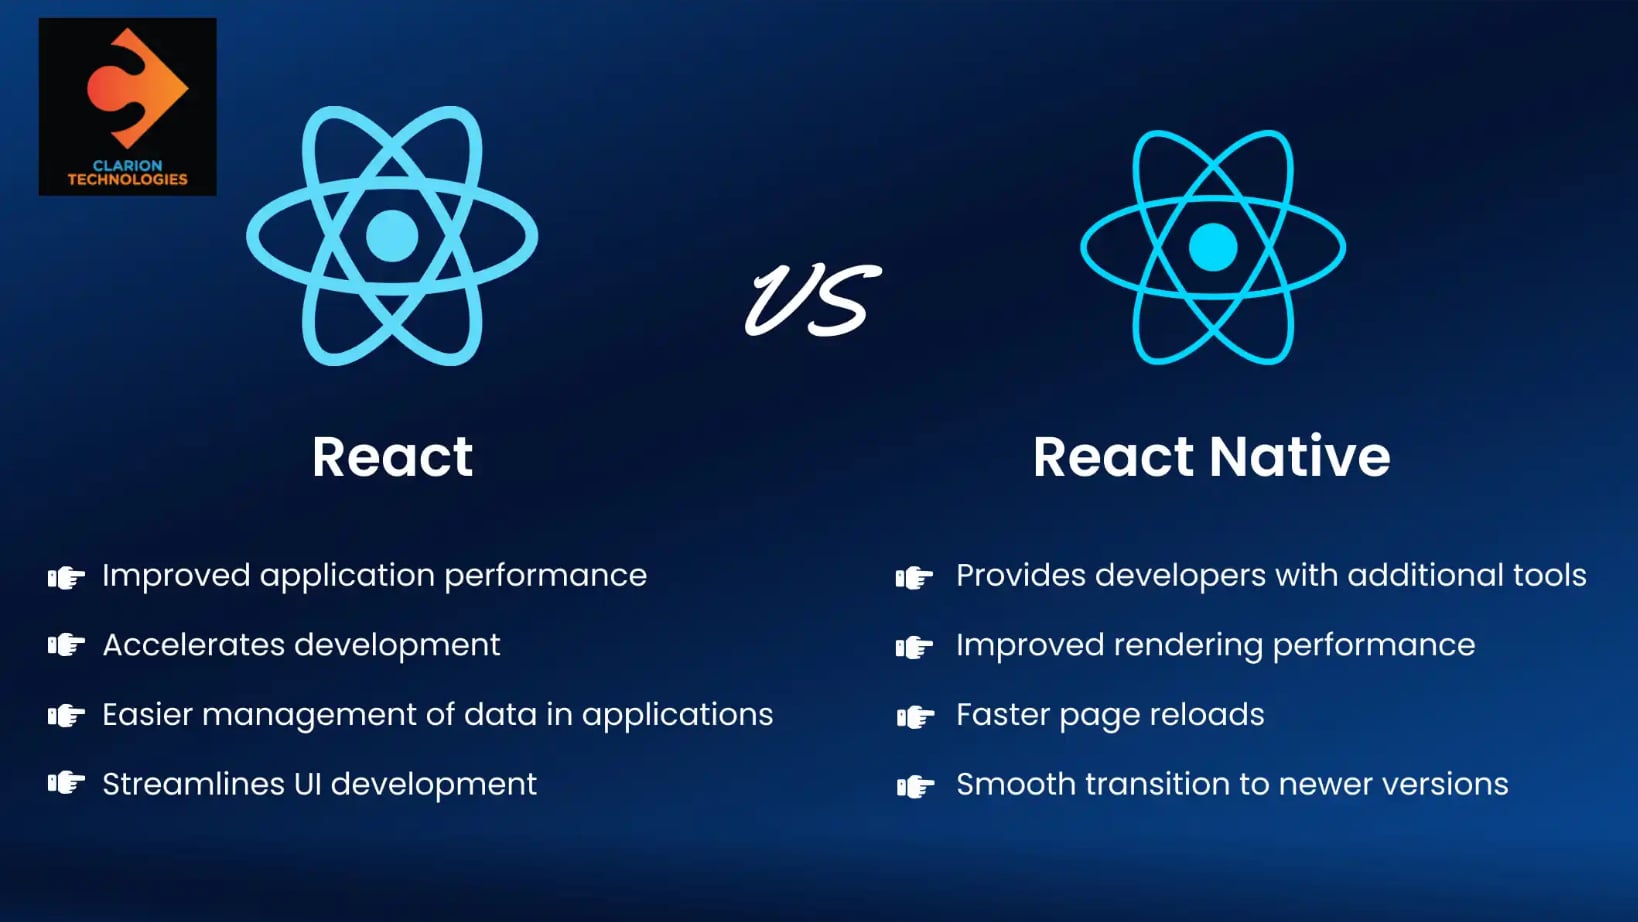 CLARION
TECHNOLOGIES
VS
React
Improved application performance
Accelerates development
Easier management of data in applications
Streamlines UI development
React Native
Provides developers with additional tools
Improved rendering performance
Faster page reloads
Smooth transition to newer versions